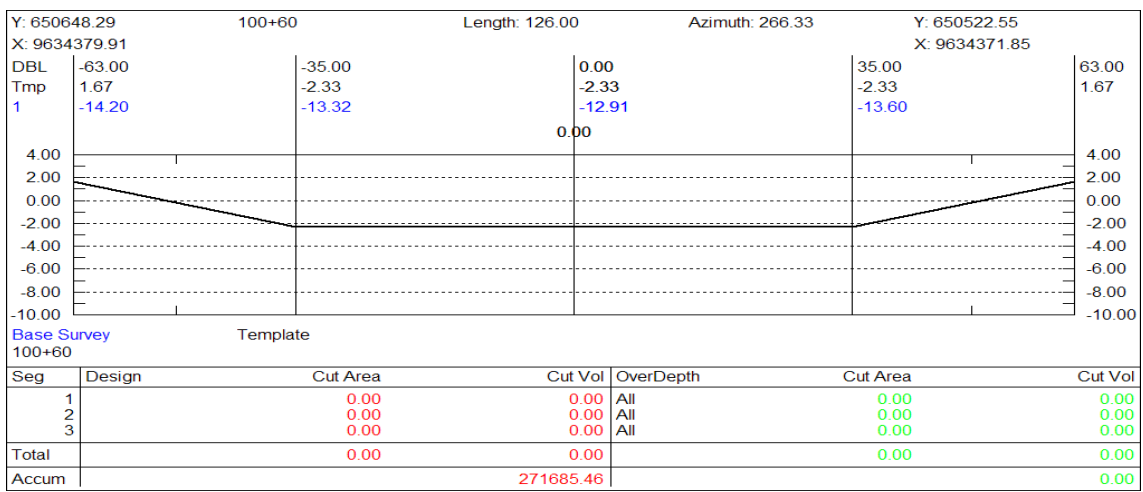 Y: 650648.29 100+60 Length: 126.00 Azimuth: 266.33 Y: 650522.55
X: 9634379.91 X: 9634371.85
DBL -63.00 -35.00 0.00 35.00 63.00
Tmp 1.67 -2.33 -2.33 -2.33 1.67
1 -14.20 -13.32 -12.91 -13.60
0.00
4.00 4.00
2.00 2.00
0.00 0.00
-2.00 -2.00
-4.00 -4.00
-6.00 -6.00
-8.00 -8.00
-10.00 -10.00
Base Survey Template
100+60
Seg Design Cut Area Cut Vol OverDepth Cut Area Cut Vol
1 0.00 0.00 All 0.00 0.00
2 0.00 0.00 All 0.00 0.00
3 0.00 0.00 All 0.00 0.00
Total 0.00 0.00 0.00 0.00
Accum 271685.46 0.00